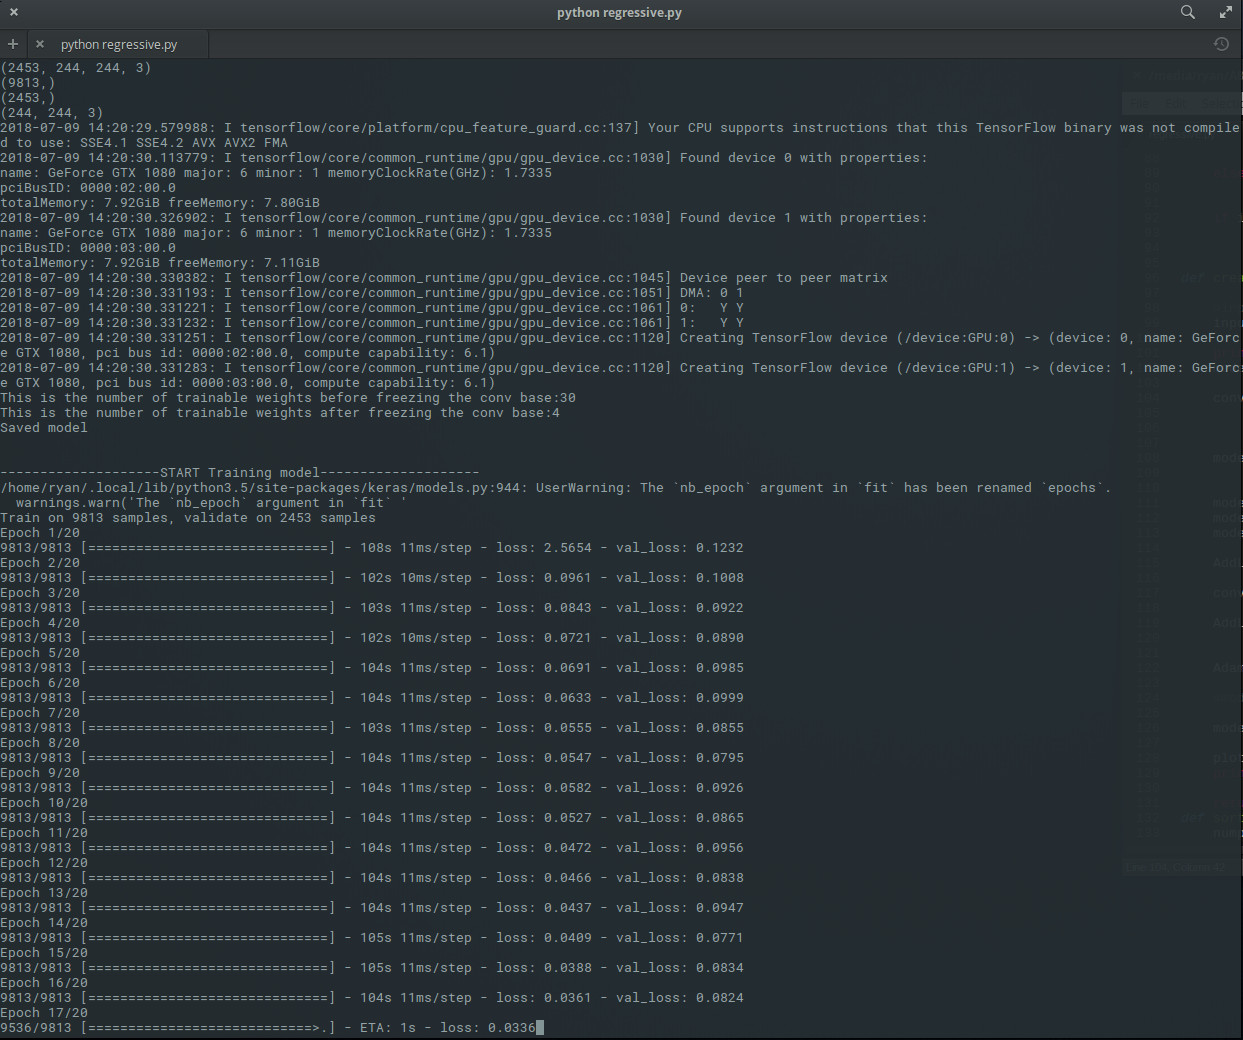 python regressive.py
python regressive.py
(2453, 244, 244, 3)
(9813,)
(2453,)
(244, 244, 3)
2018-07-09 14:20:29.579988: I tensorflow/core/platform/cpu_feature_guard.cc:137] Your CPU supports instructions that this TensorFlow binary was not compile
d to use: SSE4.1 SSE4.2 AVX AVX2 FMA
2018-07-09 14:20:30.113779: I tensorflow/core/common_runtime/gpu/gpu_device.cc:1030] Found device 0 with properties:
name: GeForce GTX 1080 major: 6 minor: 1 memoryClockRate(GHz): 1.7335
pciBusID: 0000:02:00.0
totalMemory: 7.92GiB freeMemory: 7.80GiB
2018-07-09 14:20:30.326902: I tensorflow/core/common_runtime/gpu/gpu_device.cc:1030] Found device 1 with properties:
name: GeForce GTX 1080 major: 6 minor: 1 memoryClockRate(GHz): 1.7335
pciBusID: 0000:03:00.0
totalMemory: 7.92GiB freeMemory: 7.11GiB
2018-07-09 14:20:30.330382: I tensorflow/core/common_runtime/gpu/gpu_device.cc:1045] Device peer to peer matrix
2018-07-09 14:20:30.331193: I tensorflow/core/common_runtime/gpu/gpu_device.cc:1051] DMA: 0 1
2018-07-09 14:20:30.331221: I tensorflow/core/common_runtime/gpu/gpu_device.cc:1061] 0:   Y Y
2018-07-09 14:20:30.331232: I tensorflow/core/common_runtime/gpu/gpu_device.cc:1061] 1:   Y Y
2018-07-09 14:20:30.331251: I tensorflow/core/common_runtime/gpu/gpu_device.cc:1120] Creating TensorFlow device (/device:GPU:0) -> (device: 0, name: GeForc
e GTX 1080, pci bus id: 0000:02:00.0, compute capability: 6.1)
2018-07-09 14:20:30.331283: I tensorflow/core/common_runtime/gpu/gpu_device.cc:1120] Creating TensorFlow device (/device:GPU:1) -> (device: 1, name: GeForc
e GTX 1080, pci bus id: 0000:03:00.0, compute capability: 6.1)
This is the number of trainable weights before freezing the conv base:30
This is the number of trainable weights after freezing the conv base:4
Saved model
--------------------START Training model--------------------
/home/ryan/.local/lib/python3.5/site-packages/keras/models.py:944: UserWarning: The `nb_epoch` argument in `fit` has been renamed `epochs`.
  warnings.warn('The `nb_epoch` argument in `fit` '
Train on 9813 samples, validate on 2453 samples
Epoch 1/20
9813/9813 [==============================] - 108s 11ms/step - loss: 2.5654 - val_loss: 0.1232
Epoch 2/20
9813/9813 [==============================] - 102s 10ms/step - loss: 0.0961 - val_loss: 0.1008
Epoch 3/20
9813/9813 [==============================] - 103s 11ms/step - loss: 0.0843 - val_loss: 0.0922
Epoch 4/20
9813/9813 [==============================] - 102s 10ms/step - loss: 0.0721 - val_loss: 0.0890
Epoch 5/20
9813/9813 [==============================] - 104s 11ms/step - loss: 0.0691 - val_loss: 0.0985
Epoch 6/20
9813/9813 [==============================] - 104s 11ms/step - loss: 0.0633 - val_loss: 0.0999
Epoch 7/20
9813/9813 [==============================] - 103s 11ms/step - loss: 0.0555 - val_loss: 0.0855
Epoch 8/20
9813/9813 [==============================] - 104s 11ms/step - loss: 0.0547 - val_loss: 0.0795
Epoch 9/20
9813/9813 [==============================] - 104s 11ms/step - loss: 0.0582 - val_loss: 0.0926
Epoch 10/20
9813/9813 [==============================] - 104s 11ms/step - loss: 0.0527 - val_loss: 0.0865
Epoch 11/20
9813/9813 [==============================] - 104s 11ms/step - loss: 0.0472 - val_loss: 0.0956
Epoch 12/20
9813/9813 [==============================] - 104s 11ms/step - loss: 0.0466 - val_loss: 0.0838
Epoch 13/20
9813/9813 [==============================] - 104s 11ms/step - loss: 0.0437 - val_loss: 0.0947
Epoch 14/20
9813/9813 [==============================] - 105s 11ms/step - loss: 0.0409 - val_loss: 0.0771
Epoch 15/20
9813/9813 [==============================] - 105s 11ms/step - loss: 0.0388 - val_loss: 0.0834
Epoch 16/20
9813/9813 [==============================] - 104s 11ms/step - loss: 0.0361 - val_loss: 0.0824
Epoch 17/20
9536/9813 [============================>.] - ETA: 1s - loss: 0.0336